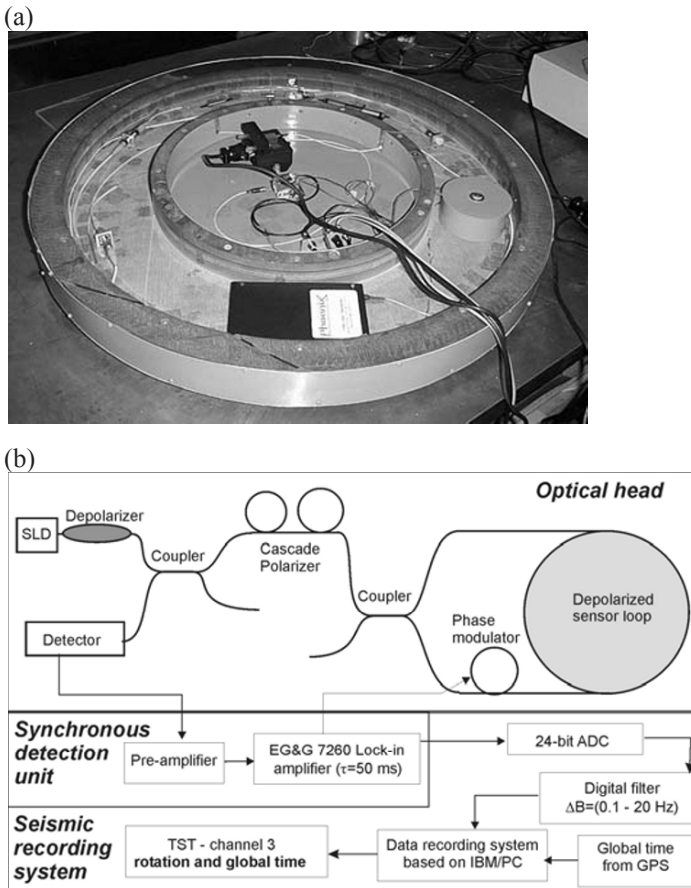 (a)
Phoenix
(b)
Optical head
Depolarizer
SLD
Coupler
Cascade
Polarizer
Coupler
Depolarized
sensor loop
Detector
Phase
modulator
Synchronous
detection
unit
Pre-amplifier
EG&G 7260 Lock-in
amplifier (τ=50 ms)
24-bit ADC
Digital filter
ΔB=(0.1 - 20 Hz)
Seismic
recording
system
TST - channel 3
rotation and global time
Data recording system
based on IBM/PC
Global time
from GPS